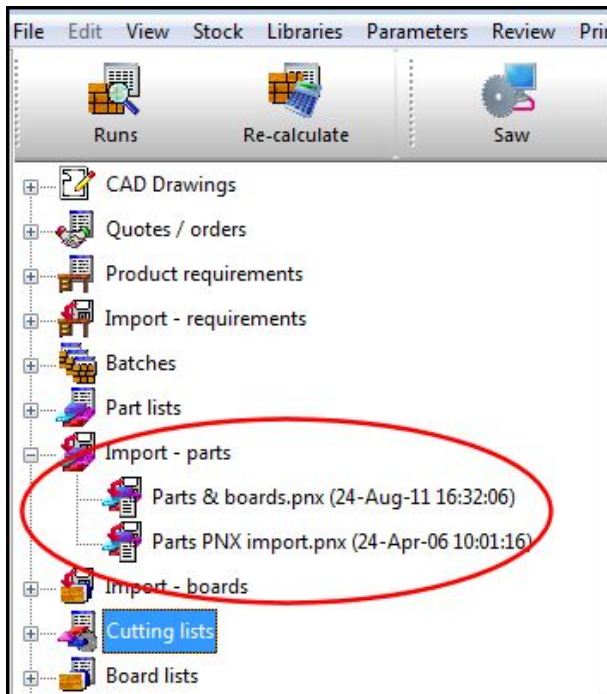 File Edit View Stock Libraries Parameters Review Prin
Runs Re-calculate Saw
CAD Drawings
Quotes / orders
Product requirements
Import - requirements
Batches
Part lists
Import - parts
Parts & boards.pnx (24-Aug-11 16:32:06)
Parts PNX import.pnx (24-Apr-06 10:01:16)
Import - boards
Cutting lists
Board lists